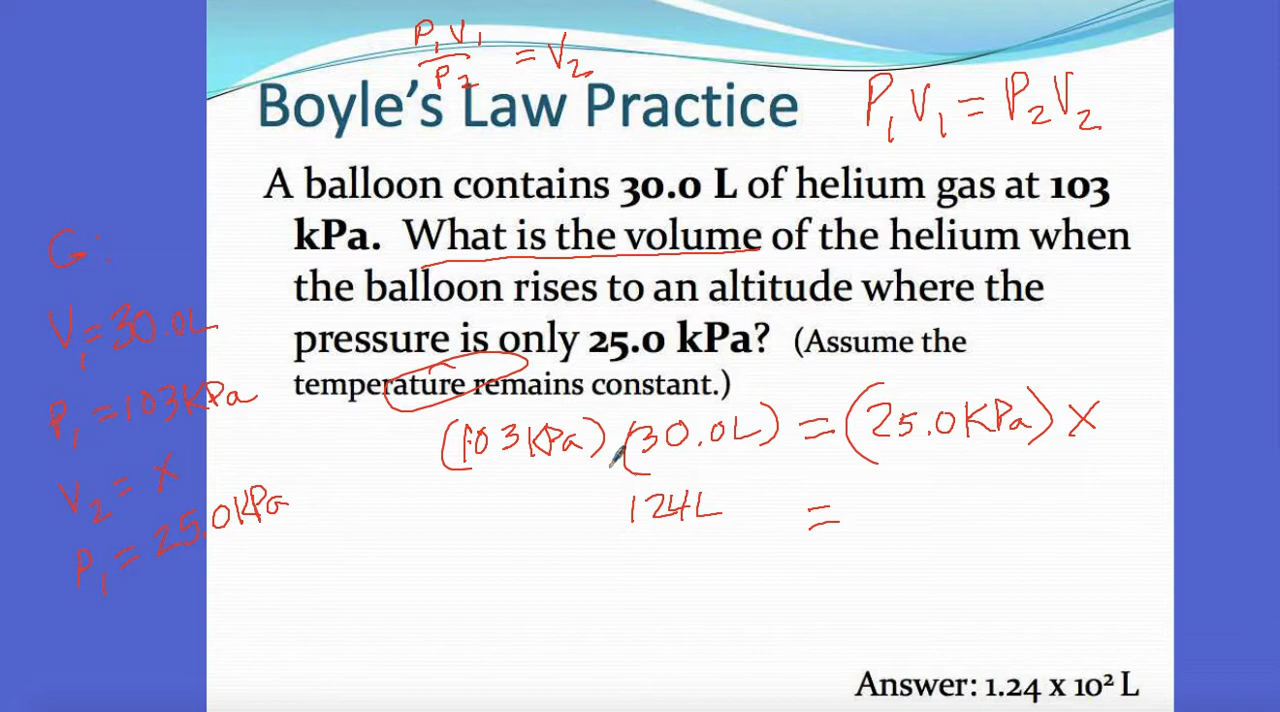 P₁V₁
P₂ = V₂
Boyle's Law Practice
P₁V₁ = P₂V₂
A balloon contains 30.0 L of helium gas at 103
kPa. What is the volume of the helium when
the balloon rises to an altitude where the
pressure is only 25.0 kPa? (Assume the
temperature remains constant.)
G:
V₁=30.0L
P₁=103KPa
V₂=X
P₁=25.0KPa
(103KPa)(30.0L)=(25.0KPa)X
124L =
Answer: 1.24 x 10² L